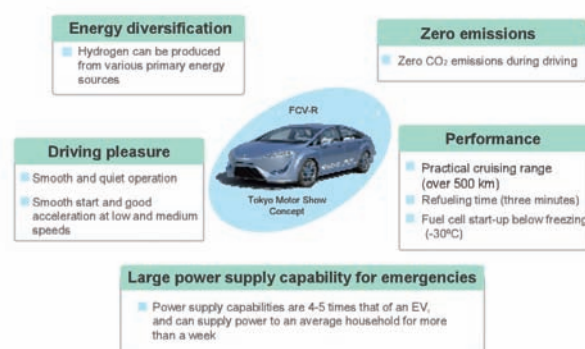 Energy diversification
Hydrogen can be produced
from various primary energy
sources
Zero emissions
Zero CO₂ emissions during driving
FCV-R
Tokyo Motor Show
Concept
Driving pleasure
Smooth and quiet operation
Smooth start and good
acceleration at low and medium
speeds
Performance
Practical cruising range
(over 500 km)
Refueling time (three minutes)
Fuel cell start-up below freezing
(-30ºC)
Large power supply capability for emergencies
Power supply capabilities are 4-5 times that of an EV,
and can supply power to an average household for more
than a week